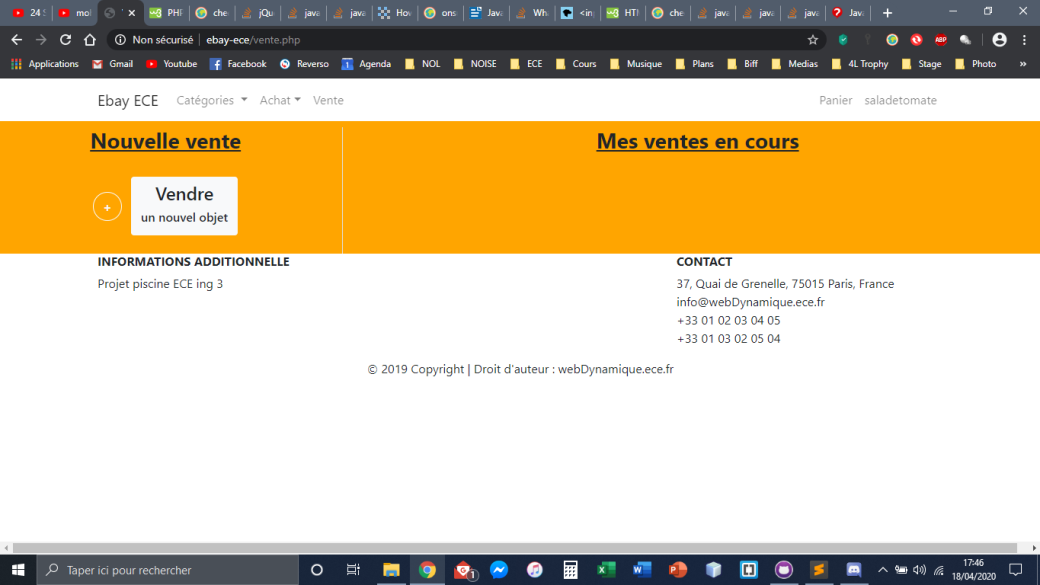 24 S
mol
PHP
che
jQu
java
java
Hov
ons
Java
Wh
<in
HTI
che
java
java
java
Java
Non sécurisé | ebay-ece/vente.php
ABP
Applications Gmail Youtube Facebook Reverso Agenda NOL NOISE ECE Cours Musique Plans Biff Medias 4L Trophy Stage Photo »
Ebay ECE Catégories Achat Vente Panier saladetomate
Nouvelle vente
Mes ventes en cours
+
Vendre
un nouvel objet
INFORMATIONS ADDITIONNELLE
Projet piscine ECE ing 3
CONTACT
37, Quai de Grenelle, 75015 Paris, France
info@webDynamique.ece.fr
+33 01 02 03 04 05
+33 01 03 02 05 04
© 2019 Copyright | Droit d'auteur : webDynamique.ece.fr
Taper ici pour rechercher
17:46
18/04/2020